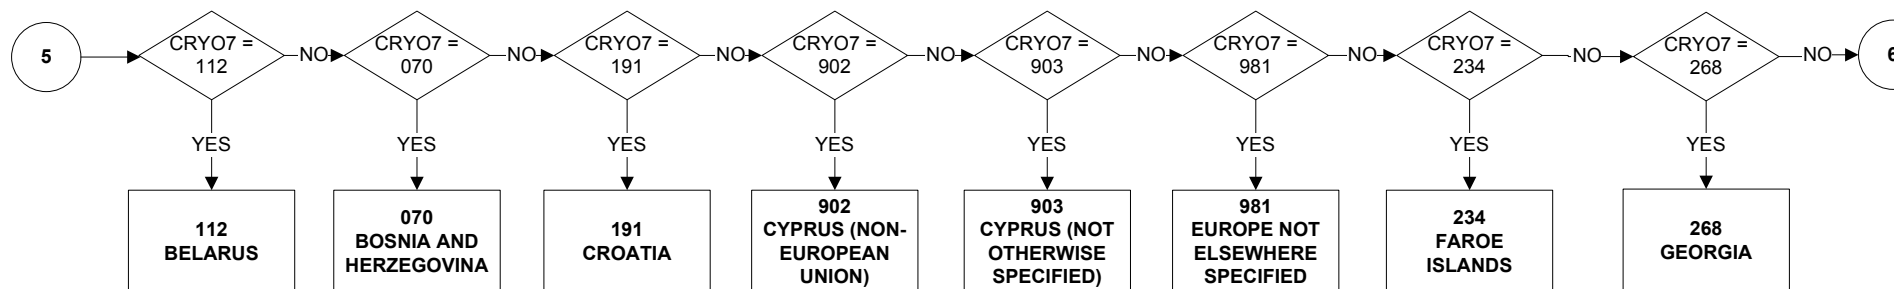 5
CRYO7 =
112
NO
CRYO7 =
070
NO
CRYO7 =
191
NO
CRYO7 =
902
NO
CRYO7 =
903
NO
CRYO7 =
981
NO
CRYO7 =
234
NO
CRYO7 =
268
NO
6
YES
YES
YES
YES
YES
YES
YES
YES
112
BELARUS
070
BOSNIA AND
HERZEGOVINA
191
CROATIA
902
CYPRUS (NON-
EUROPEAN
UNION)
903
CYPRUS (NOT
OTHERWISE
SPECIFIED)
981
EUROPE NOT
ELSEWHERE
SPECIFIED
234
FAROE
ISLANDS
268
GEORGIA